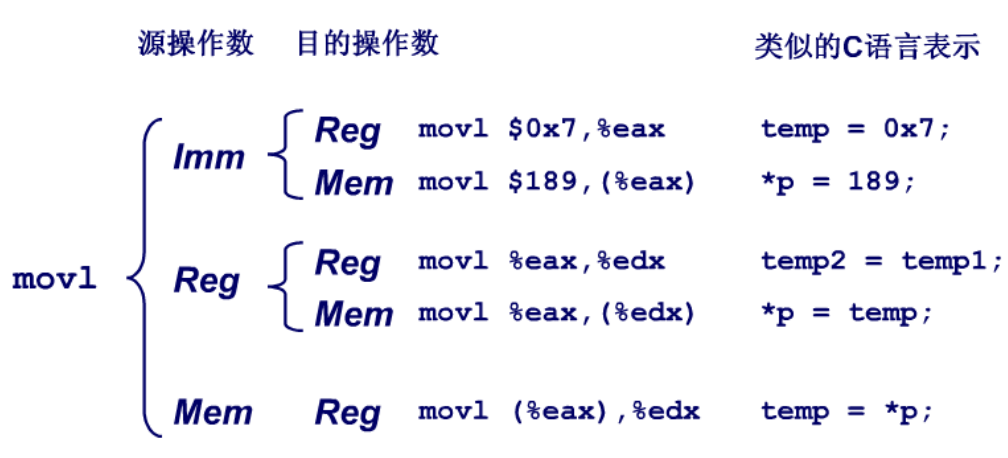 源操作数 目的操作数 类似的C语言表示
Reg movl $0x7,%eax temp = 0x7;
Imm
Mem movl $189,(%eax) *p = 189;
Reg movl %eax,%edx temp2 = temp1;
movl Reg
Mem movl %eax,(%edx) *p = temp;
Mem Reg movl (%eax),%edx temp = *p;